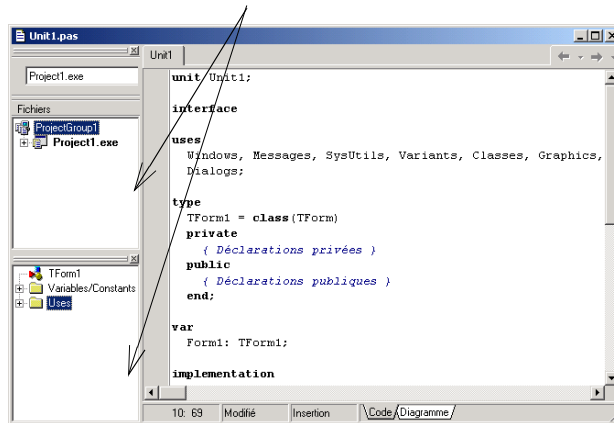 Unit1.pas
Project1.exe
Fichiers
ProjectGroup1
Project1.exe
TForm1
Variables/Constants
Uses
Unit1
unit Unit1;
interface
uses
Windows, Messages, SysUtils, Variants, Classes, Graphics,
Dialogs;
type
TForm1 = class(TForm)
private
{ Déclarations privées }
public
{ Déclarations publiques }
end;
var
Form1: TForm1;
implementation
10: 69 Modifié Insertion Code Diagramme